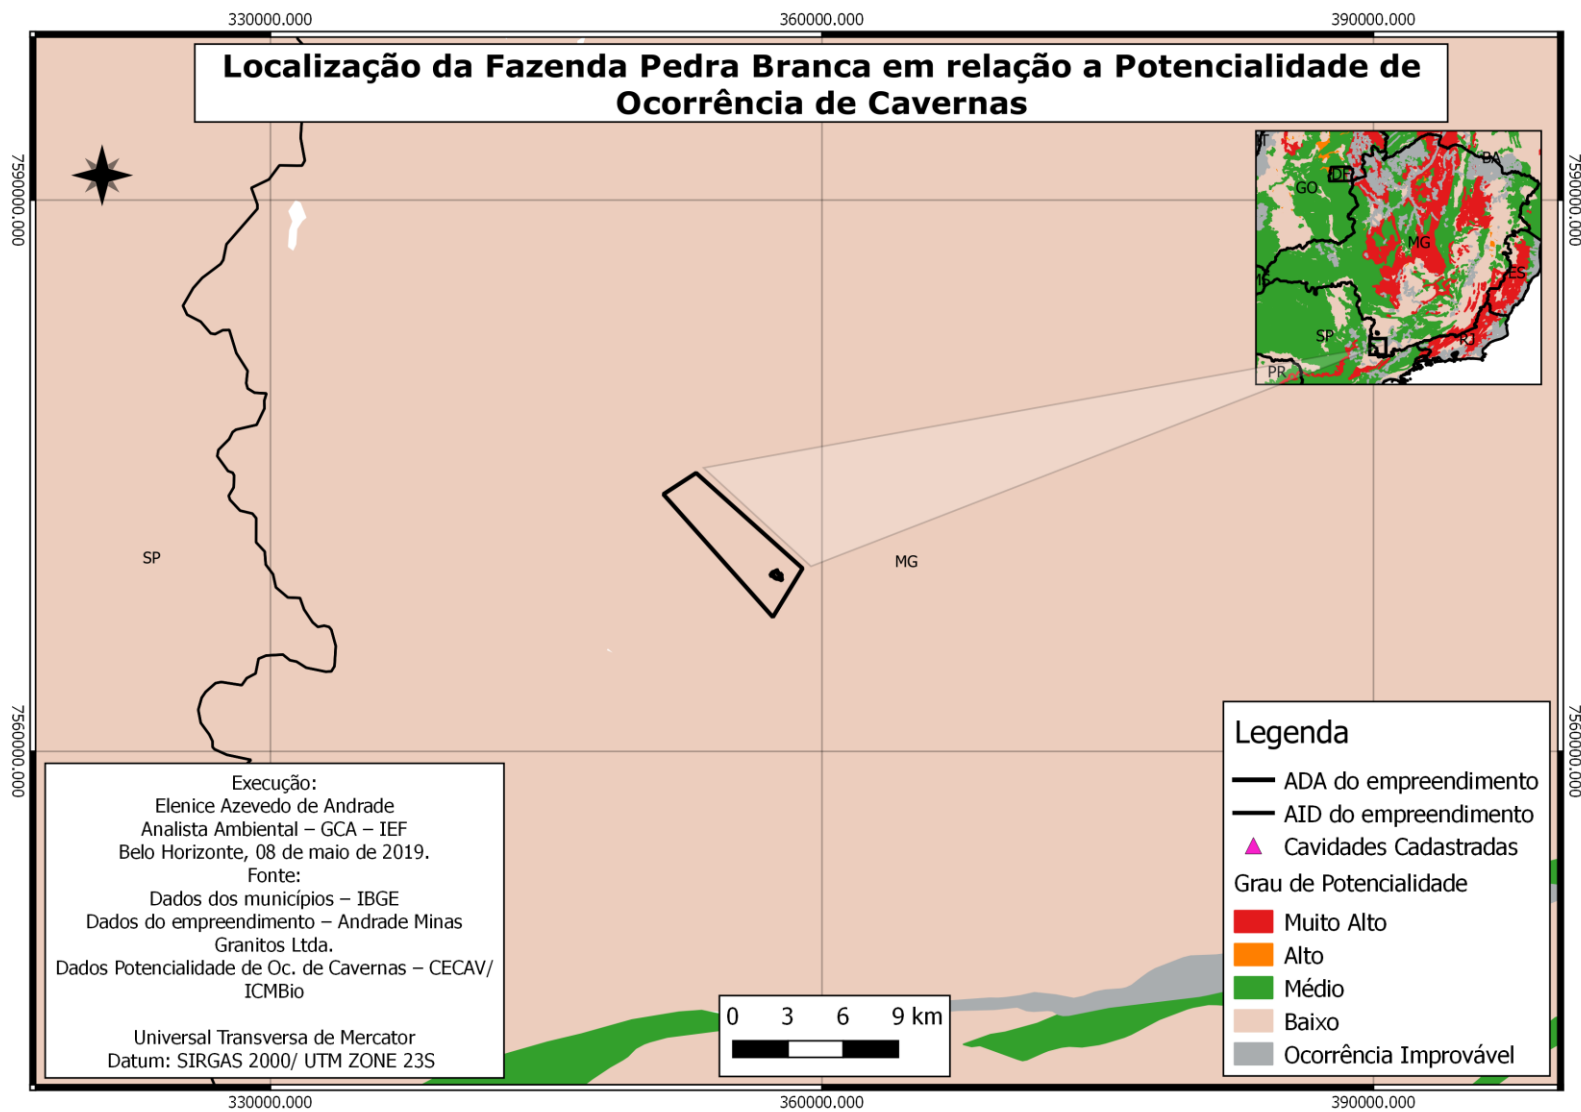 330000.000
360000.000
390000.000
Localização da Fazenda Pedra Branca em relação a Potencialidade de
Ocorrência de Cavernas
7590000.000
7590000.000
BA
DF
GO
MG
ES
SP
RJ
PR
SP
MG
7560000.000
7560000.000
Execução:
Elenice Azevedo de Andrade
Analista Ambiental – GCA – IEF
Belo Horizonte, 08 de maio de 2019.
Fonte:
Dados dos municípios – IBGE
Dados do empreendimento – Andrade Minas
Granitos Ltda.
Dados Potencialidade de Oc. de Cavernas – CECAV/
ICMBio
Universal Transversa de Mercator
Datum: SIRGAS 2000/ UTM ZONE 23S
0 3 6 9 km
Legenda
ADA do empreendimento
AID do empreendimento
Cavidades Cadastradas
Grau de Potencialidade
Muito Alto
Alto
Médio
Baixo
Ocorrência Improvável
330000.000
360000.000
390000.000